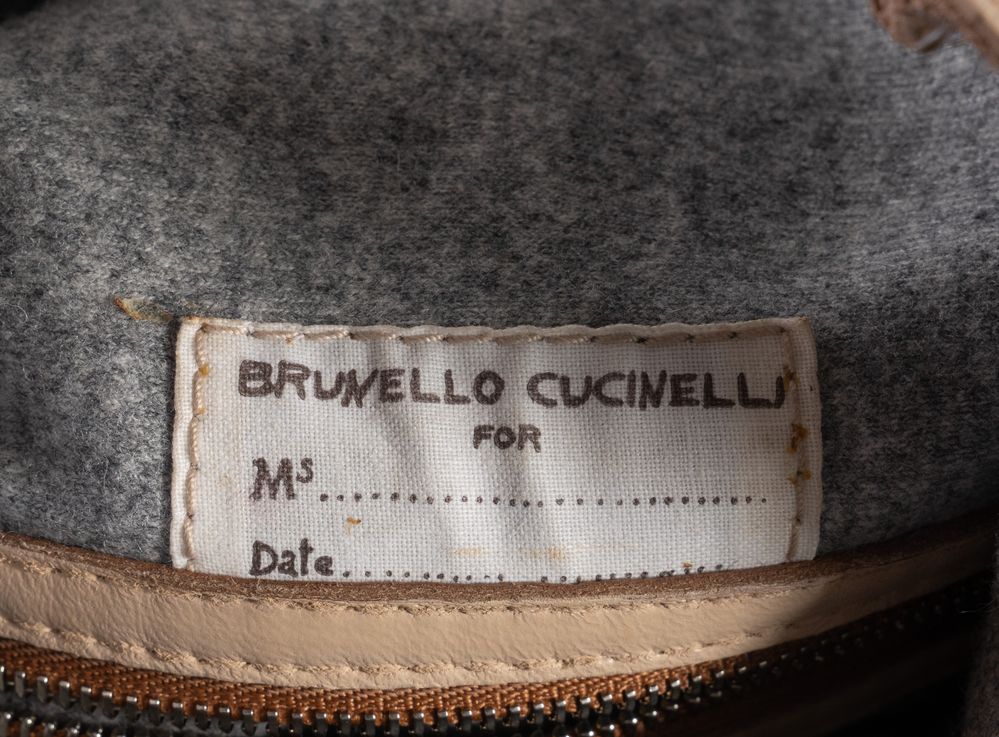 BRUNELLO CUCINELLI
FOR
Ms........................
Date......................